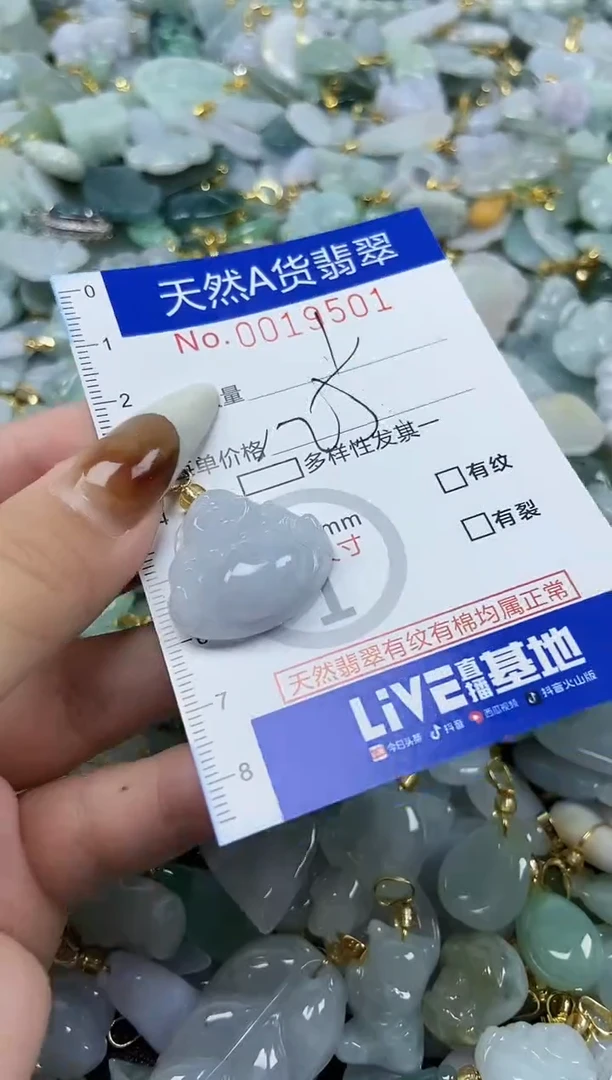 天然A货翡翠
No.0019501
量
单价格
多样性发其一
mm
寸
有纹
有裂
天然翡翠有纹有棉均属正常
LiVE直播基地
今日头条 抖音 西瓜视频 抖音火山版
0
1
2
7
8